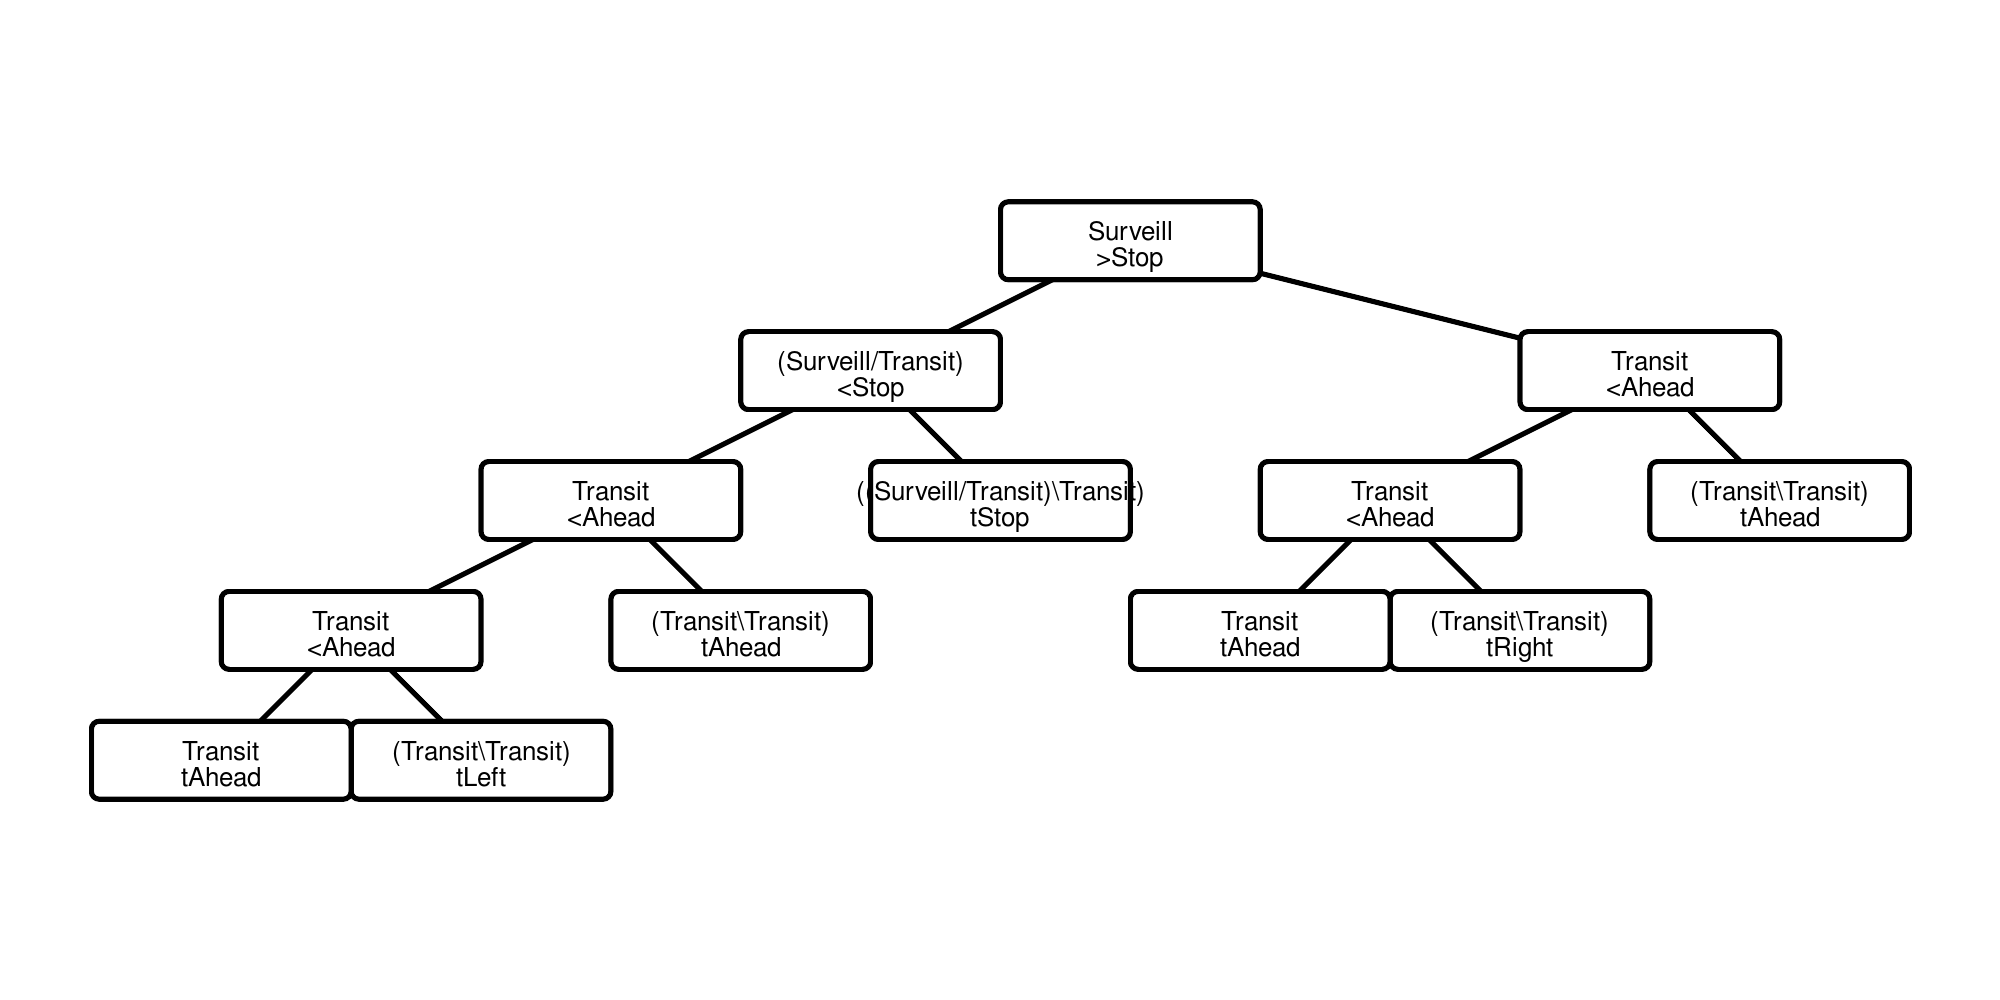 Surveill
>Stop
(Surveill/Transit)
<Stop
Transit
<Ahead
Transit
<Ahead
((Surveill/Transit)\Transit)
tStop
Transit
<Ahead
(Transit\Transit)
tAhead
Transit
<Ahead
(Transit\Transit)
tAhead
Transit
tAhead
(Transit\Transit)
tRight
Transit
tAhead
(Transit\Transit)
tLeft